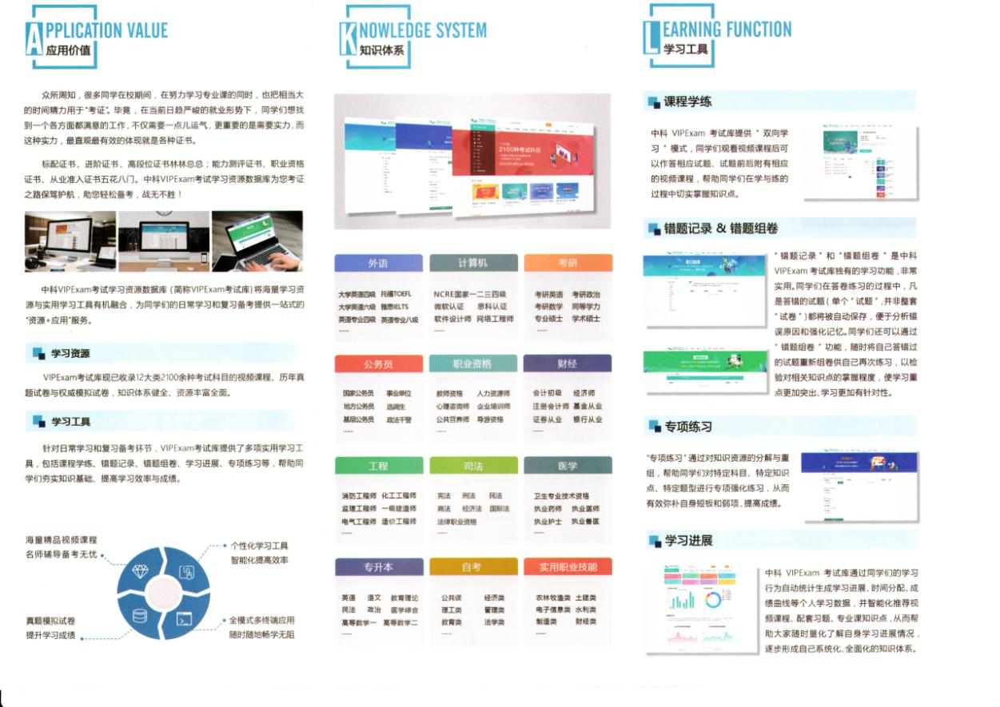 APPLICATION VALUE
应用价值
众所周知，很多同学在校期间，在努力学习专业课的同时，也把相当大
的时间精力用于“考证”。毕竟，在当前日趋严峻的就业形势下，同学们想找
到一个各方面都满意的工作，不仅需要一点儿运气，更重要的是需要实力，而
这种实力，最直观最有效的体现就是各种证书。
标配证书、进阶证书、高段位证书林林总总；能力测评证书、职业资格
证书、从业准入证书五花八门。中科VIPExam考试学习资源数据库为您考证
之路保驾护航，助您轻松备考，战无不胜！
中科VIPExam考试学习资源数据库（简称VIPExam考试库）将海量学习资
源与实用学习工具有机融合，为同学们的日常学习和复习备考提供一站式的
“资源+应用”服务。
学习资源
VIPExam考试库现已收录12大类2100余种考试科目的视频课程、历年真
题试卷与权威模拟试卷，知识体系健全、资源丰富全面。
学习工具
针对日常学习和复习备考环节，VIPExam考试库提供了多项实用学习工
具，包括课程学练、错题记录、错题组卷、学习进展、专项练习等，帮助同
学们夯实知识基础、提高学习效率与成绩。
海量精品视频课程
名师辅导备考无忧
个性化学习工具
智能化提高效率
真题模拟试卷
提升学习成绩
全模式多终端应用
随时随地畅学无阻
KNOWLEDGE SYSTEM
知识体系
2100种考试科目
外语
大学英语四级 托福TOEFL
大学英语六级 雅思IELTS
英语专业四级 英语专业八级
......
计算机
NCRE国家一二三四级
微软认证 思科认证
软件设计师 网络工程师
......
考研
考研英语 考研政治
考研数学 同等学力
专业硕士 学术硕士
......
公务员
国家公务员 事业单位
地方公务员 选调生
基层公务员 政法干警
......
职业资格
教师资格 人力资源师
心理咨询师 企业培训师
公共营养师 导游资格
......
财经
会计初级 经济师
注册会计师 基金从业
证券从业 银行从业
......
工程
消防工程师 化工工程师
监理工程师 一级建造师
电气工程师 造价工程师
......
司法
宪法 刑法 民法
商法 经济法 国际法
法律职业资格
......
医学
卫生专业技术资格
执业药师 执业医师
执业护士 执业兽医
......
专升本
英语 语文 教育理论
民法 政治 医学综合
高等数学一 高等数学二
......
自考
公共课 经济类
理工类 管理类
教育类 法学类
......
实用职业技能
农林牧渔类 土建类
电子信息类 水利类
制造类 财经类
......
LEARNING FUNCTION
学习工具
课程学练
中科 VIPExam 考试库提供“双向学
习”模式，同学们观看视频课程后可
以作答相应试题、试题前后附有相应
的视频课程，帮助同学们在学与练的
过程中切实掌握知识点。
错题记录 & 错题组卷
“错题记录”和“错题组卷”是中科
VIPExam 考试库独有的学习功能，非常
实用。同学们在答卷练习的过程中，凡
是答错的试题（单个“试题”，并非整套
“试卷”）都将被自动保存，便于分析错
误原因和强化记忆。同学们还可以通过
“错题组卷”功能，随时将自己答错过
的试题重新组卷供自己再次练习，以检
验对相关知识点的掌握程度，使学习重
点更加突出、学习更加有针对性。
专项练习
“专项练习”通过对知识资源的分解与重
组，帮助同学们对特定科目、特定知识
点、特定题型进行专项强化练习，从而
有效弥补自身短板和弱项、提高成绩。
学习进展
中科 VIPExam 考试库通过同学们的学习
行为自动统计生成学习进展、时间分配、成
绩曲线等个人学习数据，并智能化推荐视
频课程、配套习题、专业课知识点，从而帮
助大家随时量化了解自身学习进展情况，
逐步形成自己系统化、全面化的知识体系。